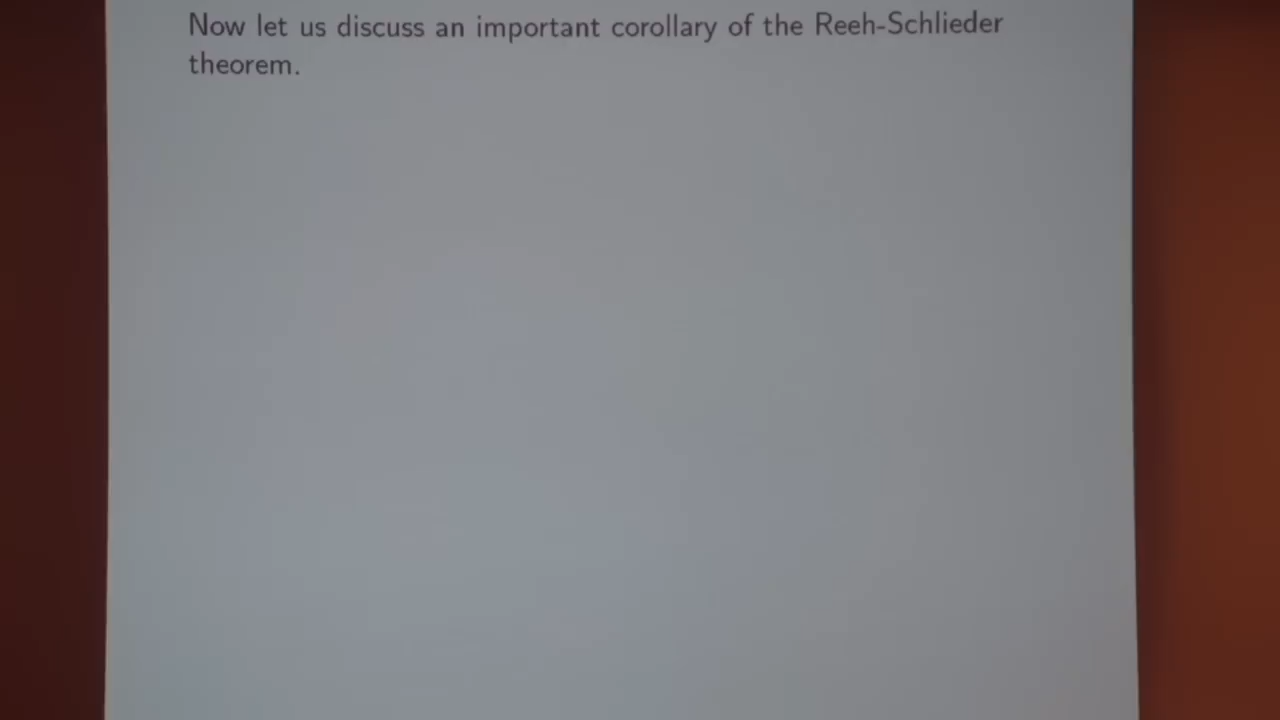 Now let us discuss an important corollary of the Reeh-Schlieder
theorem.